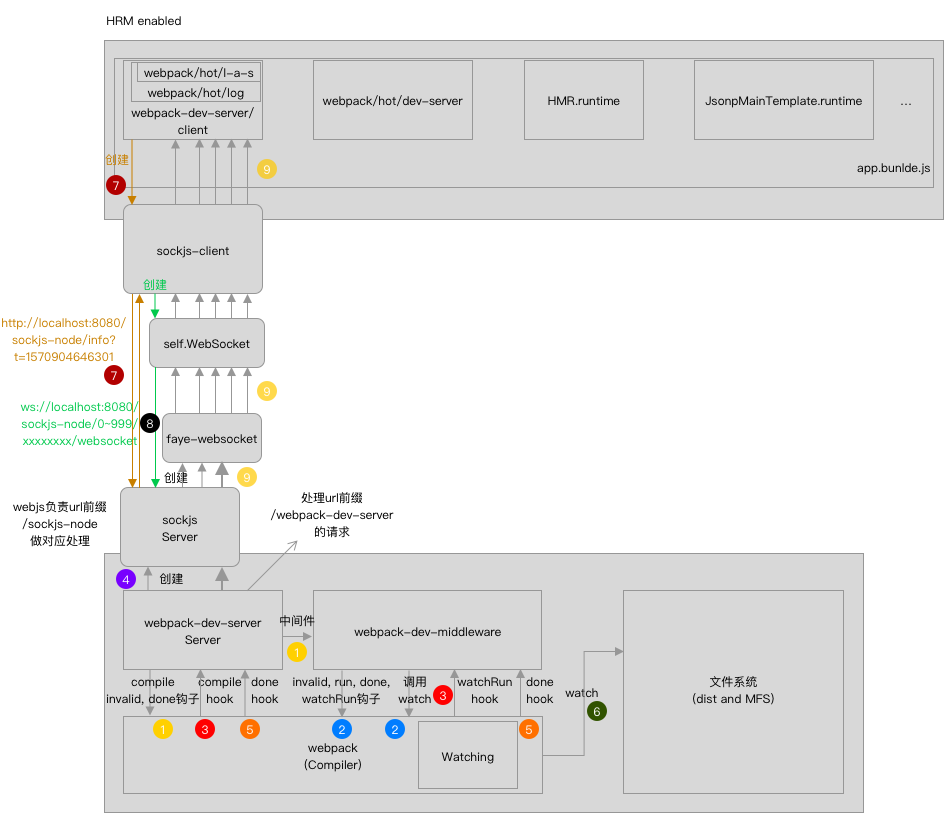 HRM enabled
webpack/hot/l-a-s
webpack/hot/log
webpack-dev-server/
client
webpack/hot/dev-server
HMR.runtime
JsonpMainTemplate.runtime
...
app.bunlde.js
创建
7
9
sockjs-client
创建
http://localhost:8080/
sockjs-node/info?
t=1570904646301
7
self.WebSocket
9
ws://localhost:8080/
sockjs-node/0~999/
xxxxxxxx/websocket
8
faye-websocket
创建
9
webjs负责url前缀
/sockjs-node
做对应处理
sockjs
Server
处理url前缀
/webpack-dev-server
的请求
4
创建
webpack-dev-server
Server
中间件
1
webpack-dev-middleware
文件系统
(dist and MFS)
compile
invalid, done钩子
compile
hook
done
hook
invalid, run, done,
watchRun钩子
调用
watch
3
watchRun
hook
done
hook
watch
6
1
3
5
2
2
5
webpack
(Compiler)
Watching